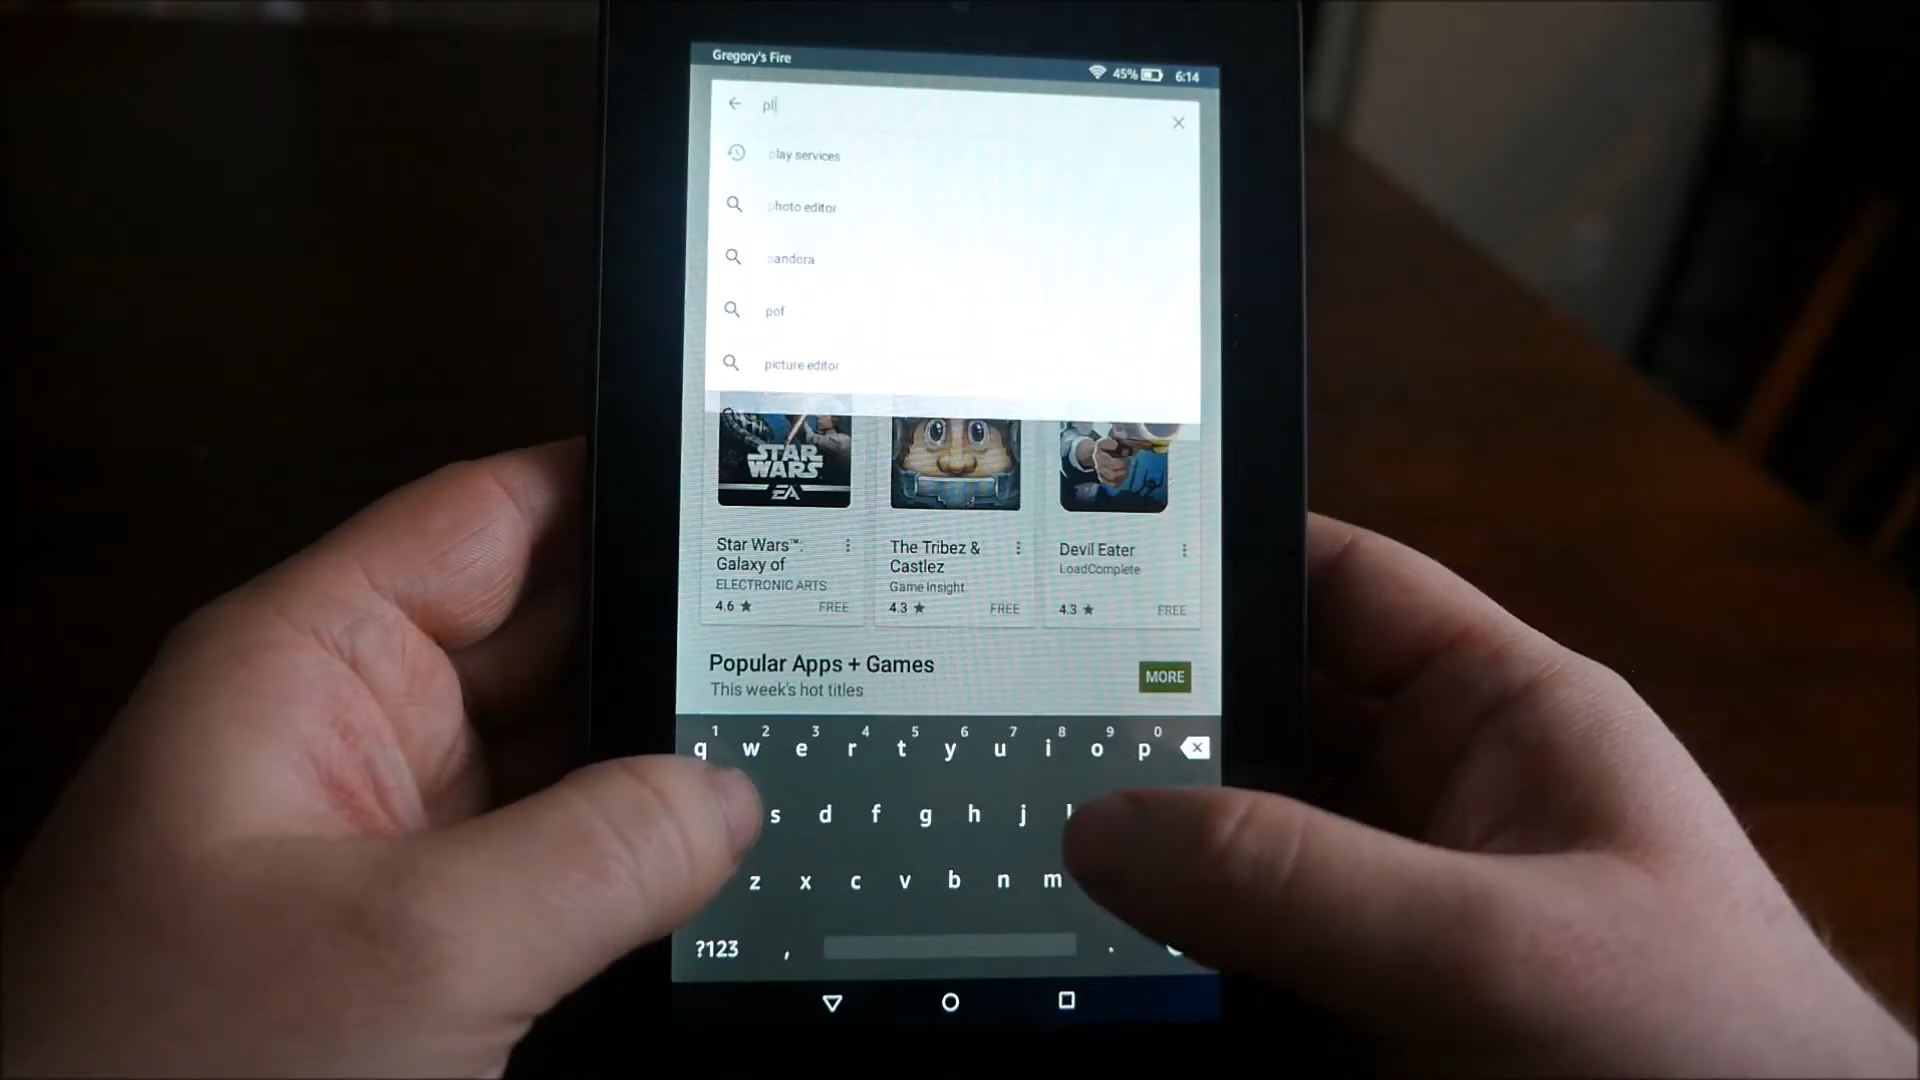 Gregory's Fire
45% 6:14
pl
play services
photo editor
pandora
pof
picture editor
STAR
WARS
EA
Star Wars™: The Tribez & Devil Eater
Galaxy of Castlez LoadComplete
ELECTRONIC ARTS Game Insight
4.6 ★ FREE 4.3 ★ FREE 4.3 ★ FREE
Popular Apps + Games
This week's hot titles
MORE
1 2 3 4 5 6 7 8 9 0
q w e r t y u i o p
s d f g h j
z x c v b n m
?123 , .